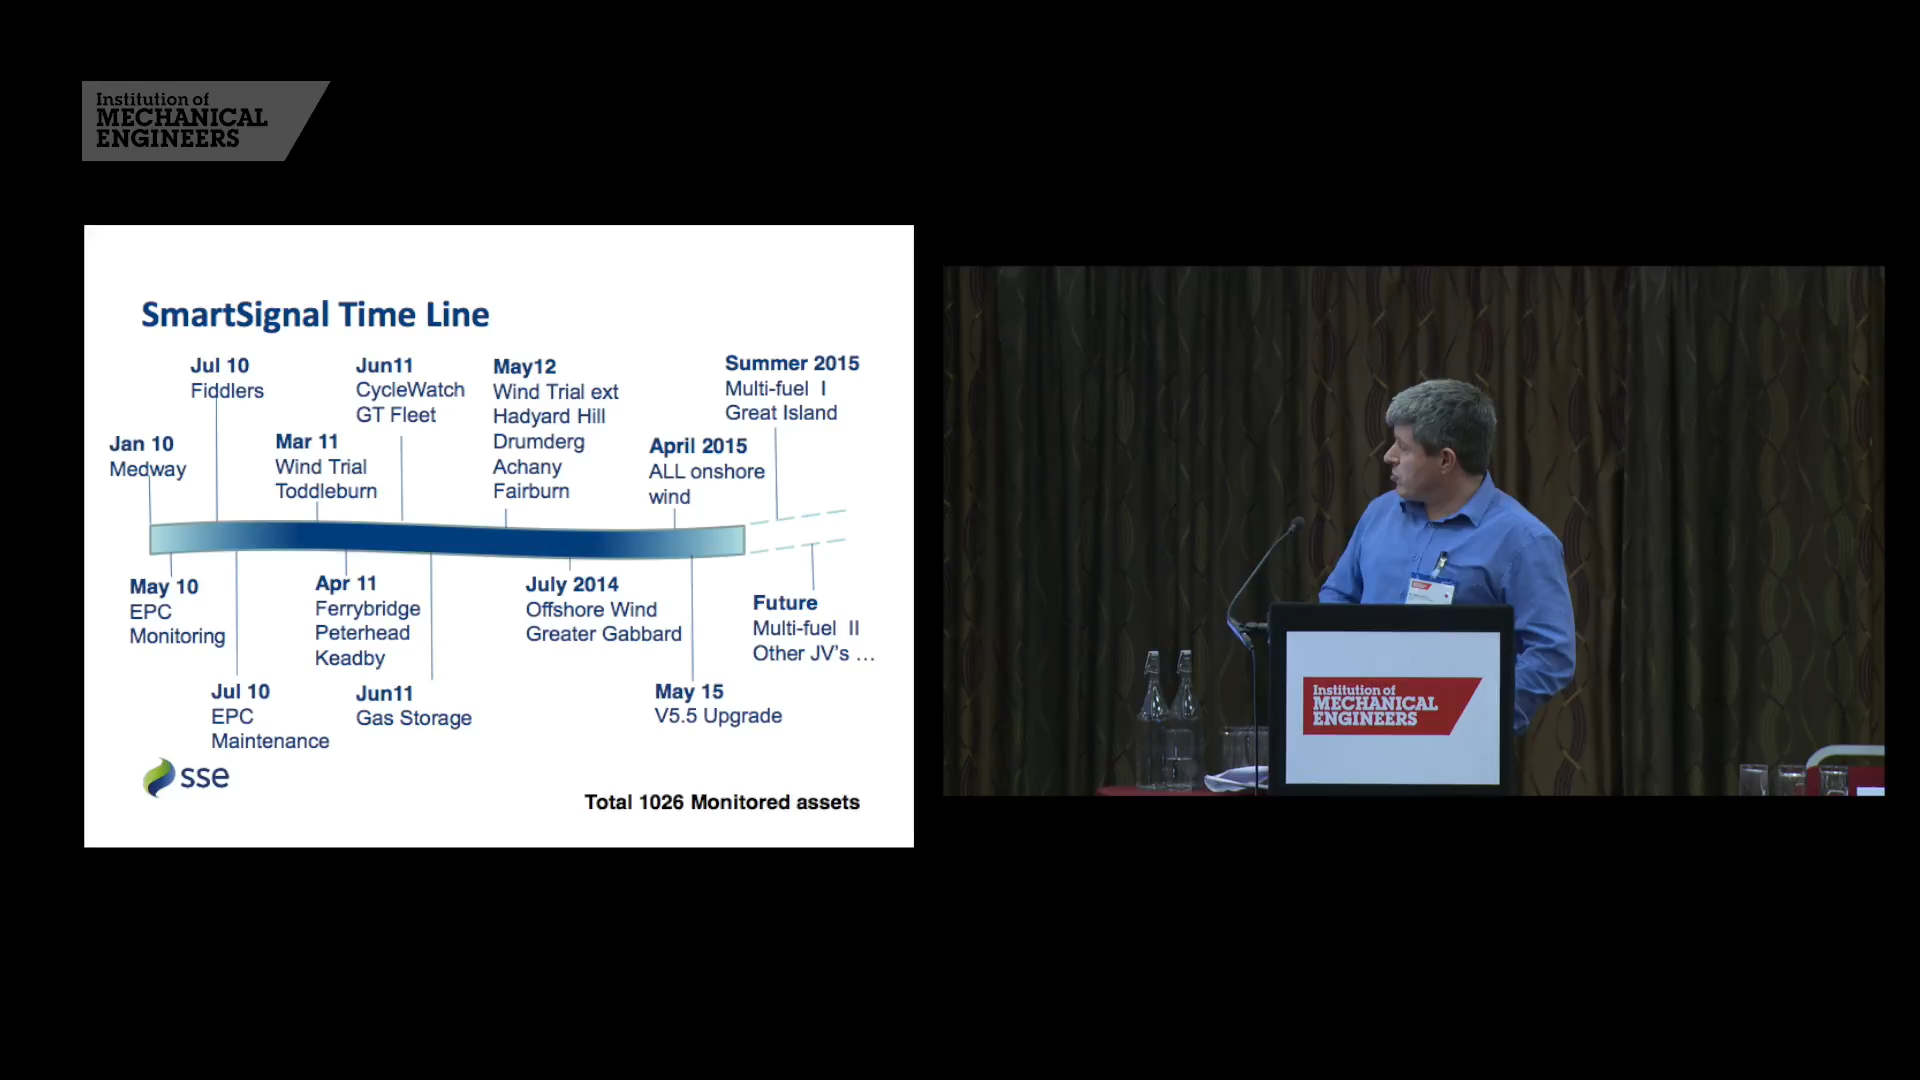 Institution of
MECHANICAL
ENGINEERS
SmartSignal Time Line
Jul 10
Fiddlers
Jun11
CycleWatch
GT Fleet
May12
Wind Trial ext
Hadyard Hill
Drumderg
Achany
Fairburn
Summer 2015
Multi-fuel I
Great Island
Jan 10
Medway
Mar 11
Wind Trial
Toddleburn
April 2015
ALL onshore
wind
May 10
EPC
Monitoring
Apr 11
Ferrybridge
Peterhead
Keadby
July 2014
Offshore Wind
Greater Gabbard
Future
Multi-fuel II
Other JV's ...
Jul 10
EPC
Maintenance
Jun11
Gas Storage
May 15
V5.5 Upgrade
sse
Total 1026 Monitored assets
Institution of
MECHANICAL
ENGINEERS